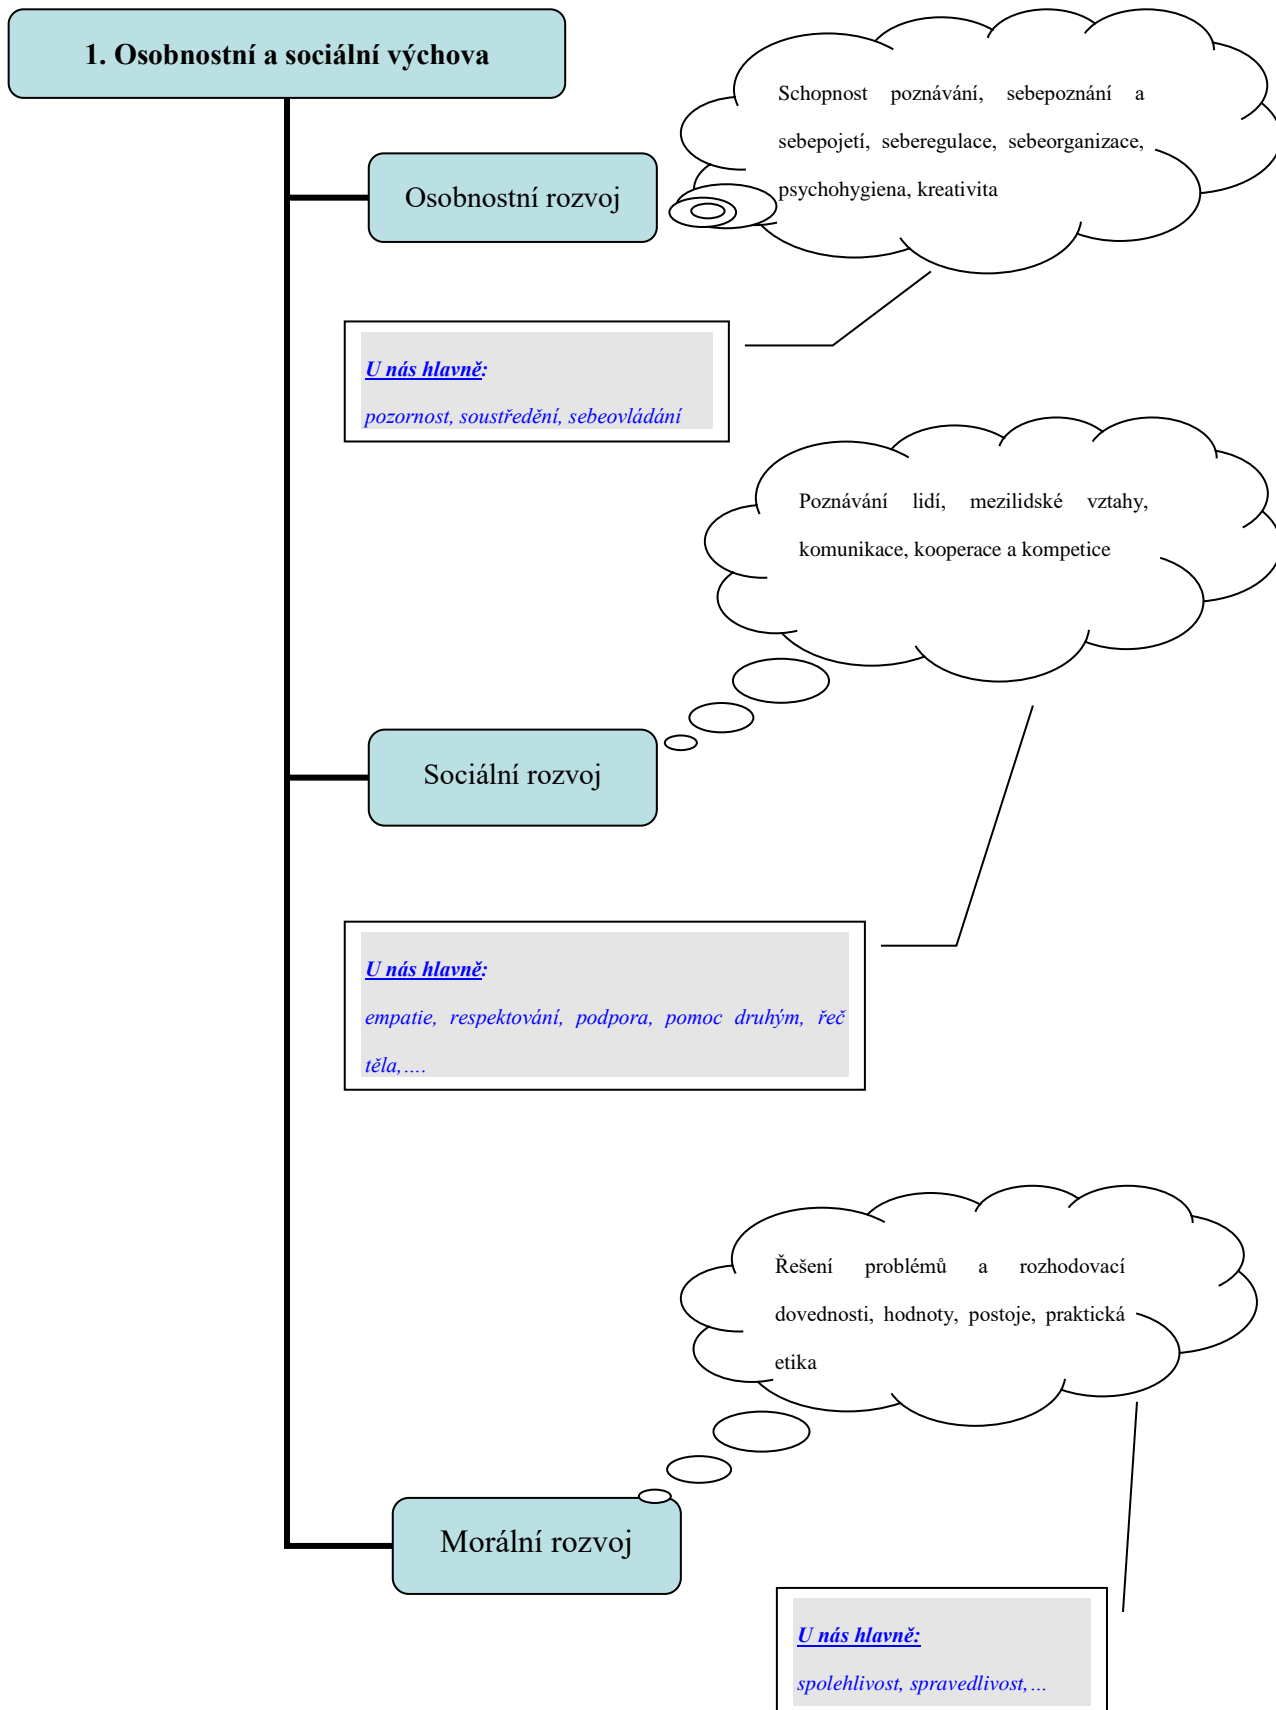 1. Osobnostní a sociální výchova
Schopnost poznávání, sebepoznání a
sebepojetí, seberegulace, sebeorganizace,
psychohygiena, kreativita
Osobnostní rozvoj
U nás hlavně:
pozornost, soustředění, sebeovládání
Poznávání lidí, mezilidské vztahy,
komunikace, kooperace a kompetice
Sociální rozvoj
U nás hlavně:
empatie, respektování, podpora, pomoc druhým, řeč
těla,….
Řešení problémů a rozhodovací
dovednosti, hodnoty, postoje, praktická
etika
Morální rozvoj
U nás hlavně:
spolehlivost, spravedlivost,…